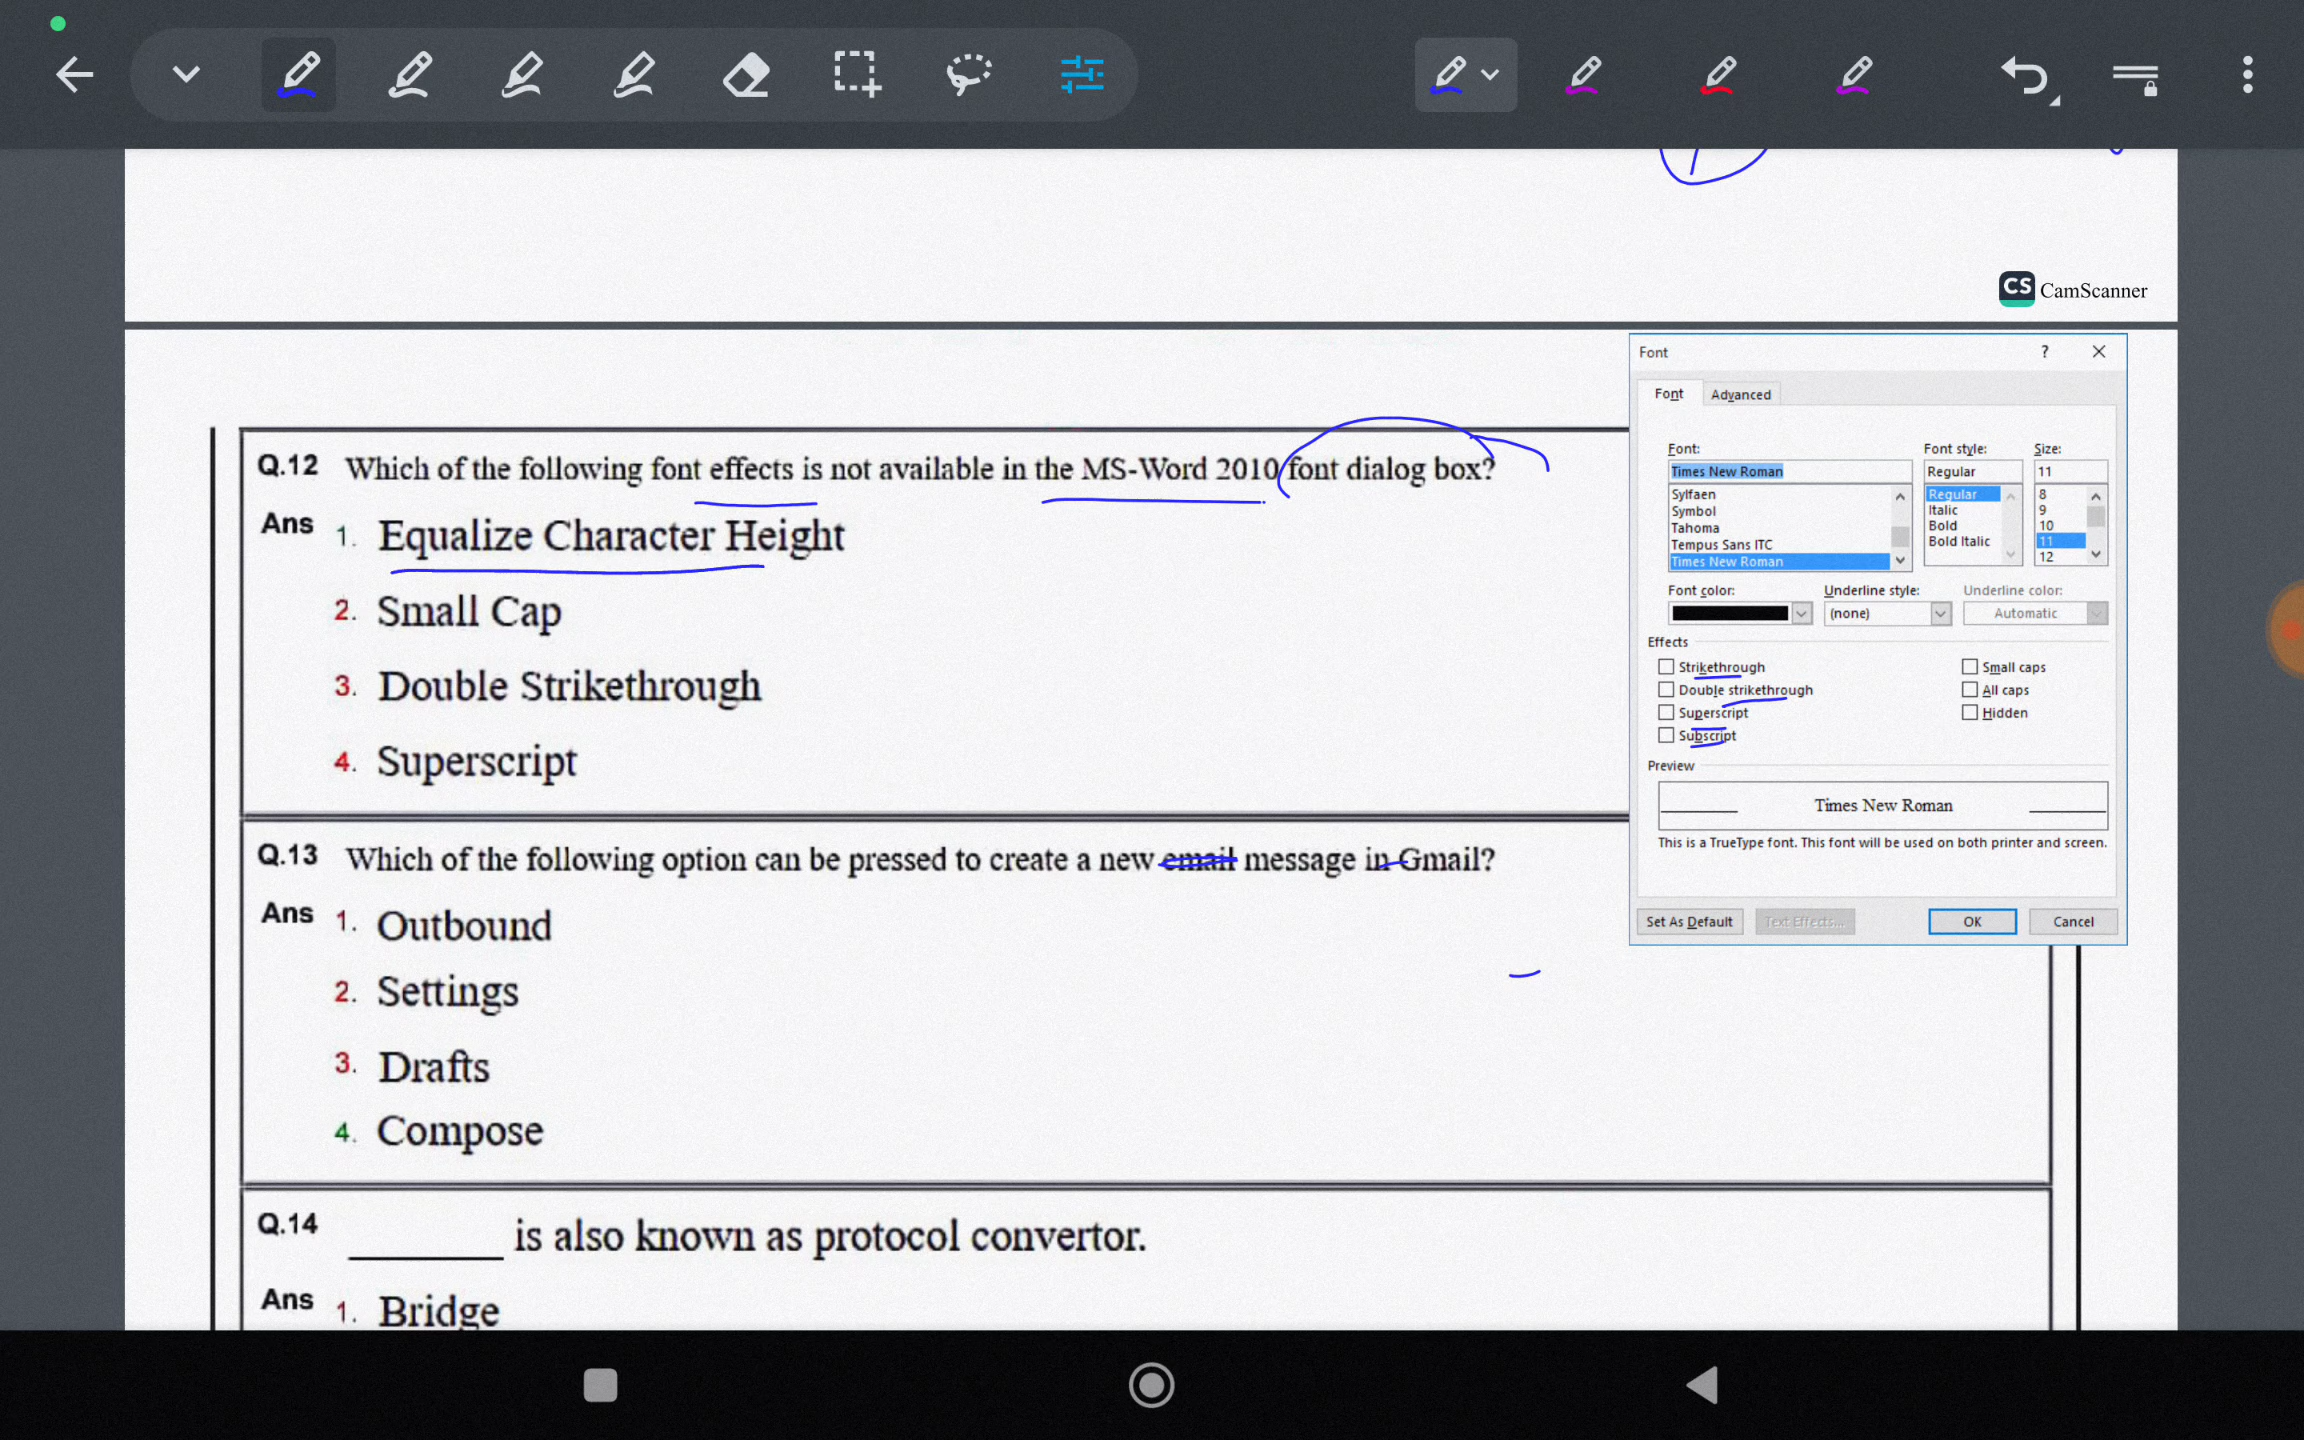 CS CamScanner
Q.12 Which of the following font effects is not available in the MS-Word 2010 font dialog box?
Ans 1. Equalize Character Height
2. Small Cap
3. Double Strikethrough
4. Superscript
Q.13 Which of the following option can be pressed to create a new email message in Gmail?
Ans 1. Outbound
2. Settings
3. Drafts
4. Compose
Q.14 ______ is also known as protocol convertor.
Ans 1. Bridge
Font ?
Font Advanced
Font: Font style: Size:
Times New Roman Regular 11
Sylfaen Regular 8
Symbol Italic 9
Tahoma Bold 10
Tempus Sans ITC Bold Italic 11
Times New Roman 12
Font color: Underline style: Underline color:
(none) Automatic
Effects
Strikethrough Small caps
Double strikethrough All caps
Superscript Hidden
Subscript
Preview
Times New Roman
This is a TrueType font. This font will be used on both printer and screen.
Set As Default Text Effects... OK Cancel